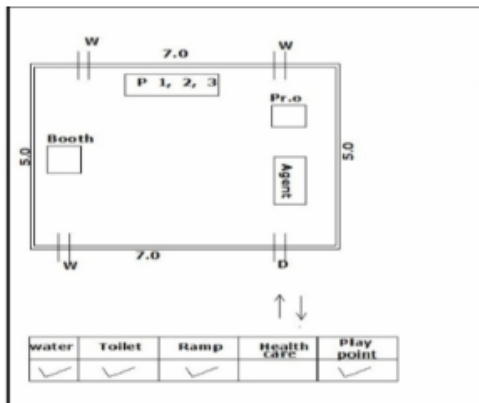 W
W
7.0
P 1, 2, 3
Pr.o
Booth
5.0
5.0
Agent
7.0
W
D
water Toilet Ramp Health care Play point